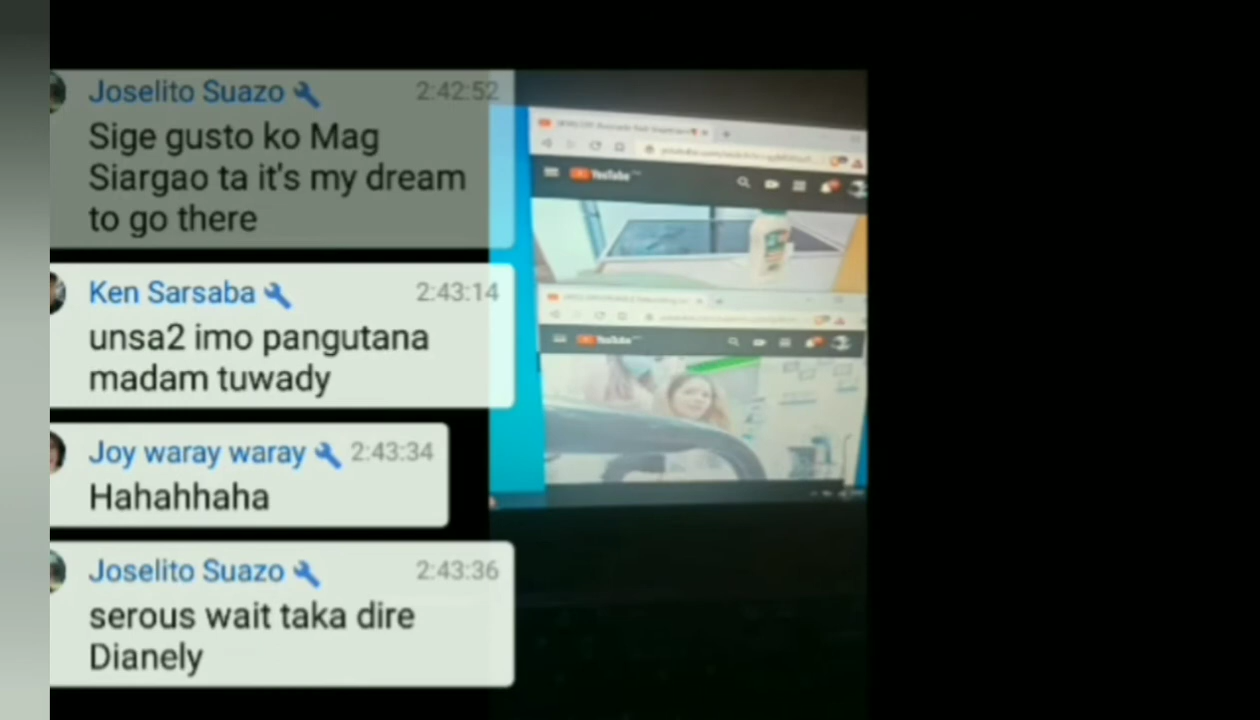 Joselito Suazo 2:42:52
Sige gusto ko Mag
Siargao ta it's my dream
to go there
Ken Sarsaba 2:43:14
unsa2 imo pangutana
madam tuwady
Joy waray waray 2:43:34
Hahahhaha
Joselito Suazo 2:43:36
serous wait taka dire
Dianely
YouTube
YouTube